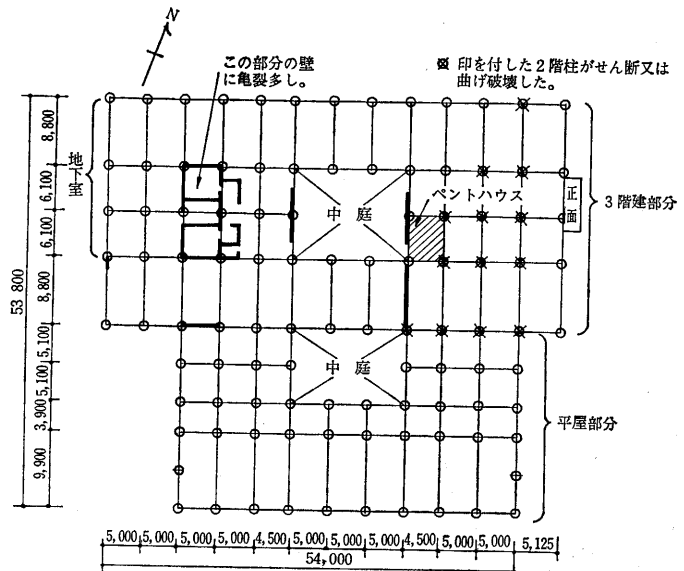 N
この部分の壁
に亀裂多し。
※印を付した2階柱がせん断又は
曲げ破壊した。
8,800
6,100
6,100
8,800
5,100
5,100
3,900
9,900
53,800
地下室
中庭
ペントハウス
正面
3階建部分
中庭
平屋部分
5,000 5,000 5,000 5,000 4,500 5,000 5,000 5,000 4,500 5,000 5,000 5,125
54,000